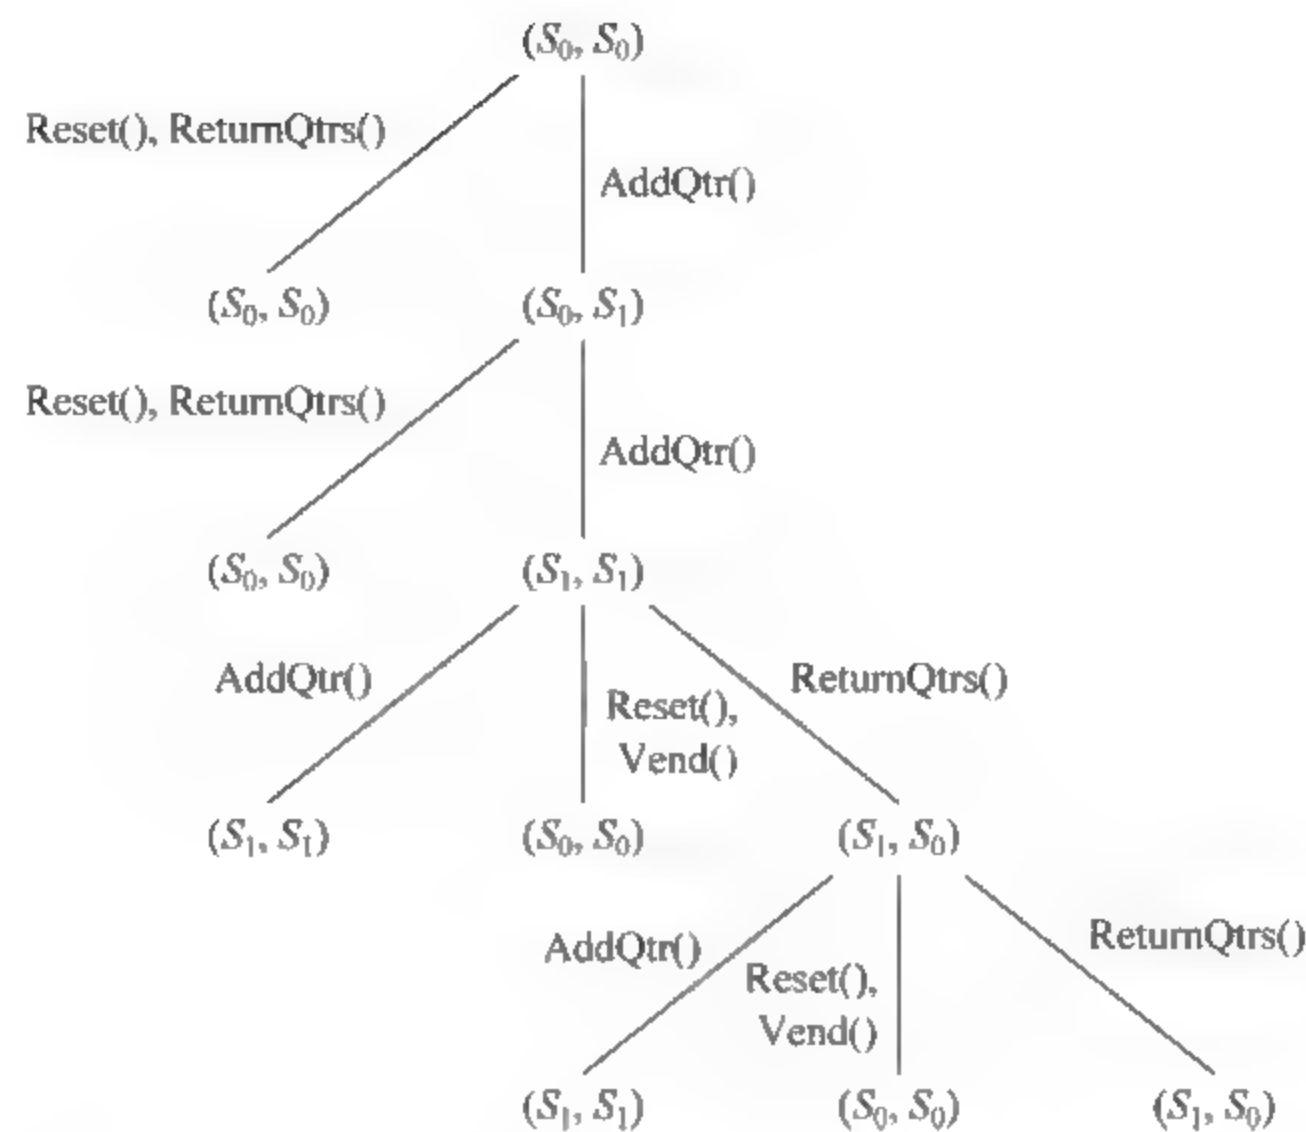 (S₀, S₀)
Reset(), ReturnQtrs()
AddQtr()
(S₀, S₀) (S₀, S₁)
Reset(), ReturnQtrs()
AddQtr()
(S₀, S₀) (S₁, S₁)
AddQtr() ReturnQtrs()
Reset(),
Vend()
(S₁, S₁) (S₀, S₀) (S₁, S₀)
AddQtr() ReturnQtrs()
Reset(),
Vend()
(S₁, S₁) (S₀, S₀) (S₁, S₀)